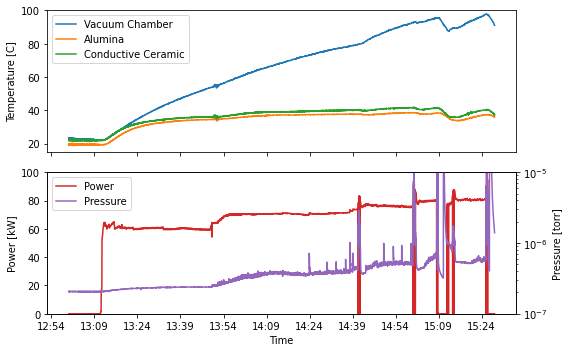 100
80
60
40
20
Temperature [C]
Vacuum Chamber
Alumina
Conductive Ceramic
100
80
60
40
20
0
Power [kW]
Power
Pressure
10⁻⁵
10⁻⁶
10⁻⁷
Pressure [torr]
12:54 13:09 13:24 13:39 13:54 14:09 14:24 14:39 14:54 15:09 15:24
Time